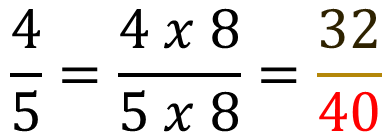 4/5 = 4 x 8/5 x 8 = 32/40